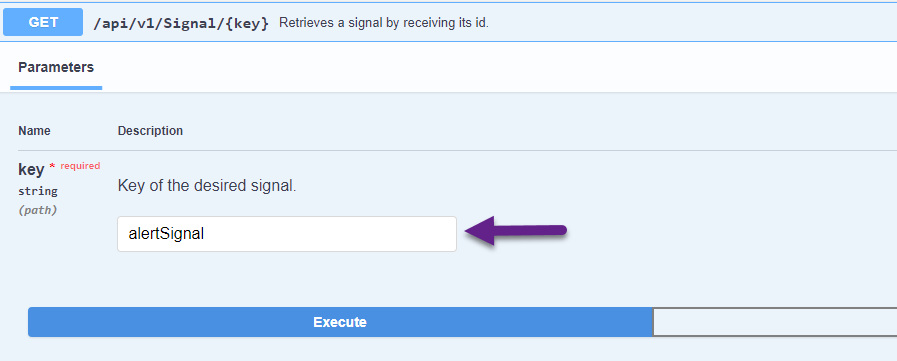 GET /api/v1/Signal/{key} Retrieves a signal by receiving its id.
Parameters
Name Description
key * required
string
(path)
Key of the desired signal.
alertSignal
Execute